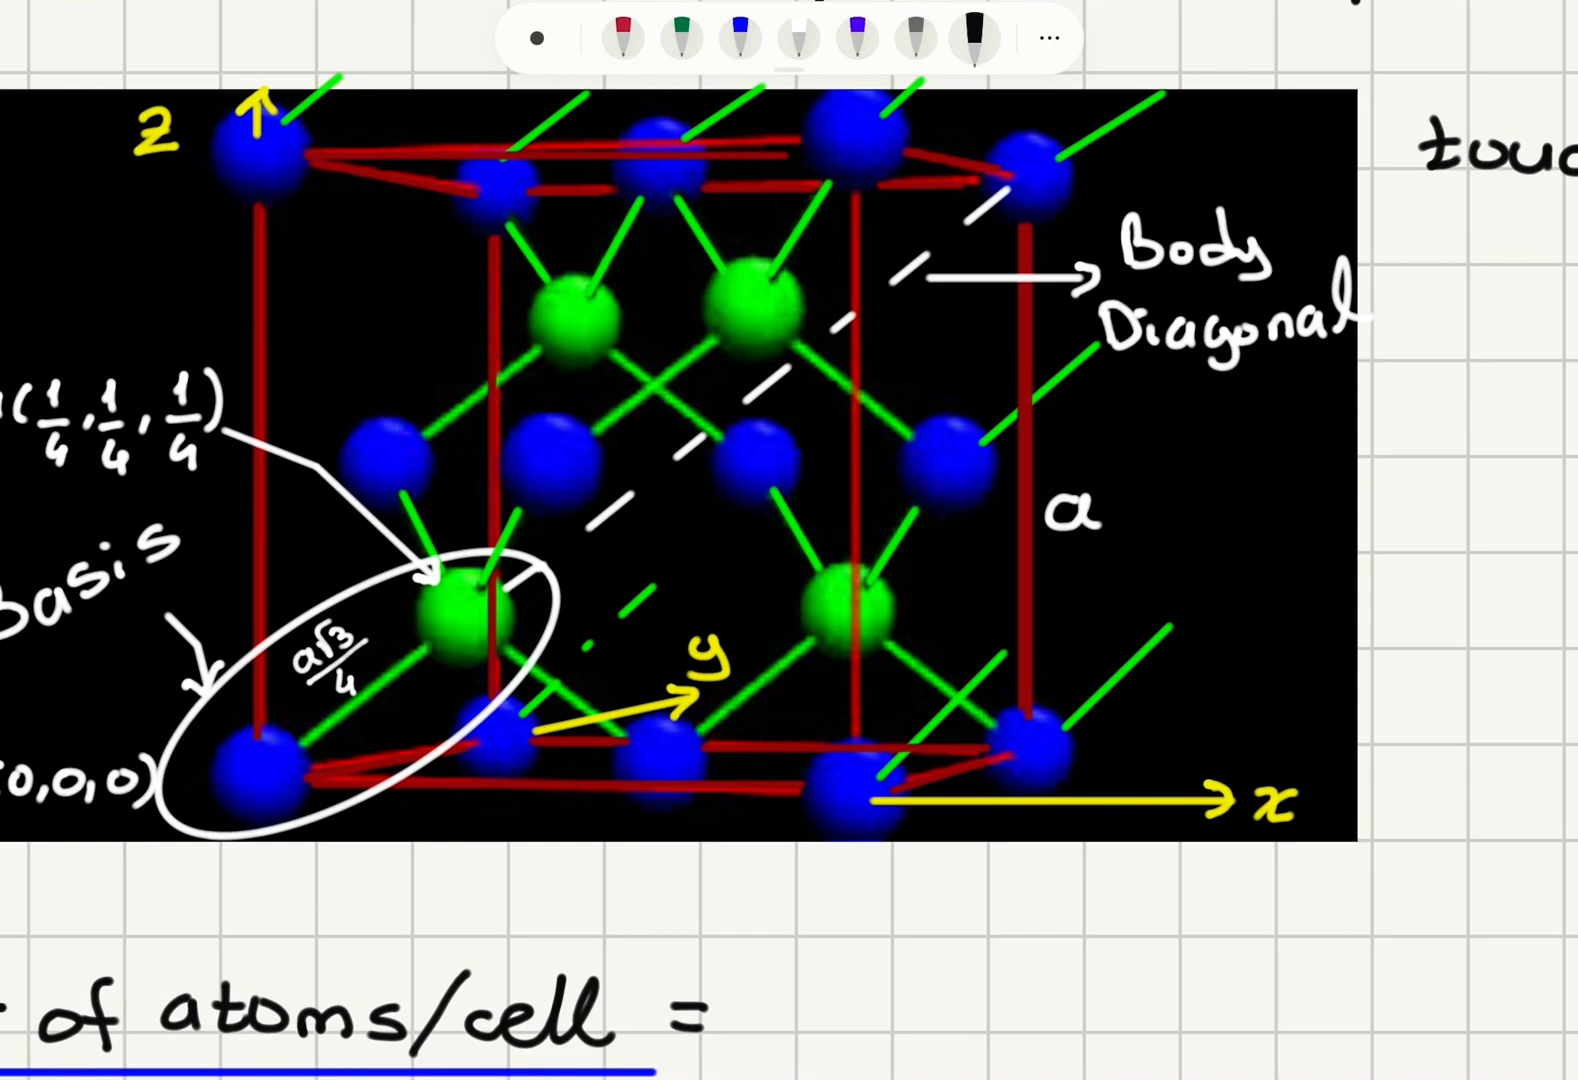 z
Body
Diagonal
(1/4, 1/4, 1/4)
a
Basis
a√3/4
y
(0,0,0)
x
of atoms/cell =